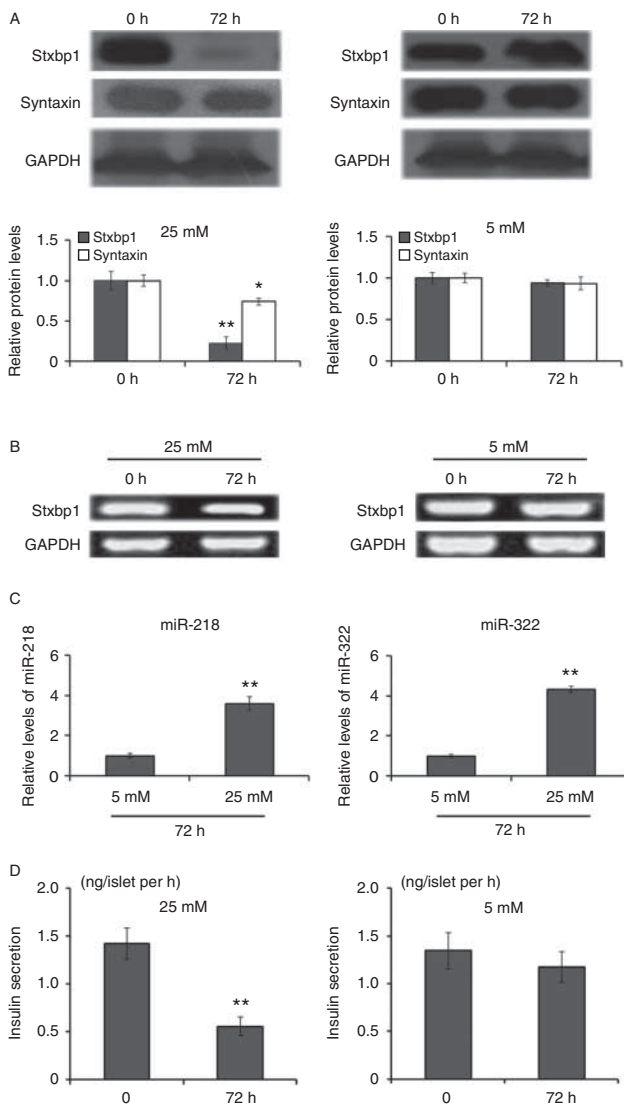 A
0 h 72 h 0 h 72 h
Stxbp1 Stxbp1
Syntaxin Syntaxin
GAPDH GAPDH
25 mM 5 mM
Relative protein levels Relative protein levels
1.5 1.5
Stxbp1 Stxbp1
Syntaxin Syntaxin
1.0 1.0
*
**
0.5 0.5
0 0
0 h 72 h 0 h 72 h
B
25 mM 5 mM
0 h 72 h 0 h 72 h
Stxbp1 Stxbp1
GAPDH GAPDH
C
miR-218 miR-322
Relative levels of miR-218 Relative levels of miR-322
6 6
** **
4 4
2 2
0 0
5 mM 25 mM 5 mM 25 mM
72 h 72 h
D
(ng/islet per h) (ng/islet per h)
2.0 2.0
25 mM 5 mM
Insulin secretion Insulin secretion
1.5 1.5
1.0 1.0
**
0.5 0.5
0 0
0 72 h 0 72 h